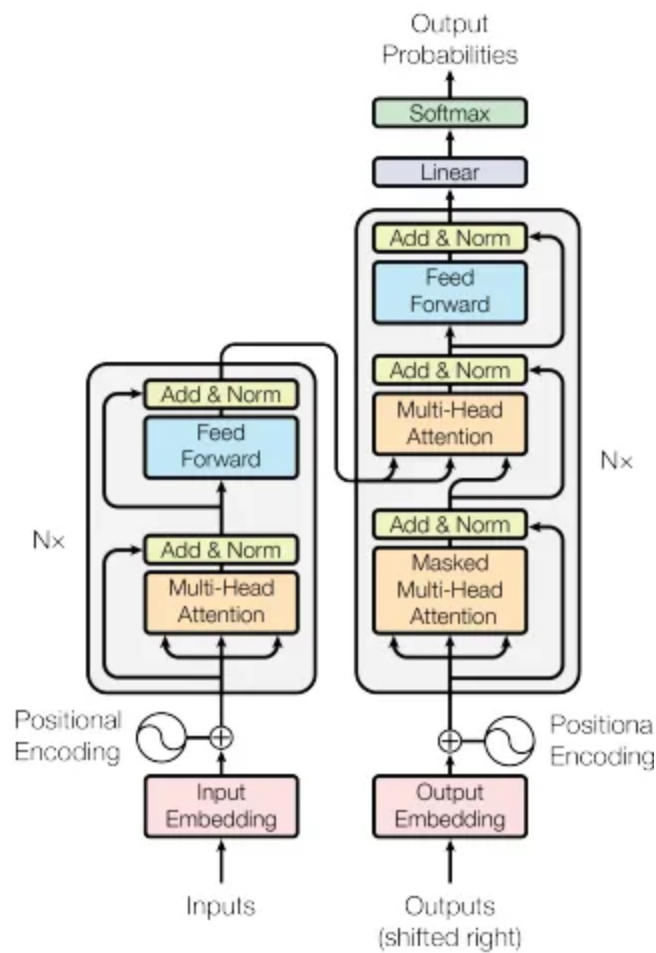 Output
Probabilities
Softmax
Linear
Add & Norm
Feed
Forward
Add & Norm
Multi-Head
Attention
Add & Norm
Masked
Multi-Head
Attention
Nx
Add & Norm
Feed
Forward
Add & Norm
Multi-Head
Attention
Nx
Positional
Encoding
Positiona
Encoding
Input
Embedding
Output
Embedding
Inputs
Outputs
(shifted right)